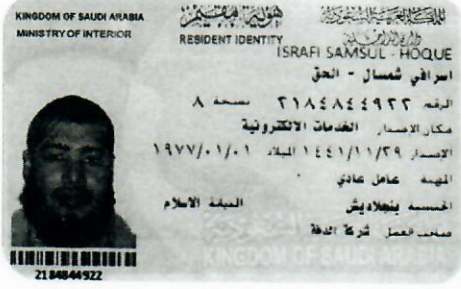 KINGDOM OF SAUDI ARABIA
MINISTRY OF INTERIOR
هوية مقيم
RESIDENT IDENTITY
المملكة العربية السعودية
وزارة الداخلية
ISRAFI SAMSUL - HOQUE
اسرافي شمسال - الحق
الرقم ٢١٨٤٨٤٤٩٢٢ نسخة ٨
مكان الإصدار الخدمات الالكترونية
الإصدار ١٤٤١/١١/٢٩ الميلاد ١٩٧٧/٠١/٠١
المهنة عامل عادي
الجنسية بنجلاديش الديانة الاسلام
صاحب العمل شركة الدقة
KINGDOM OF SAUDI ARABIA
2184844922